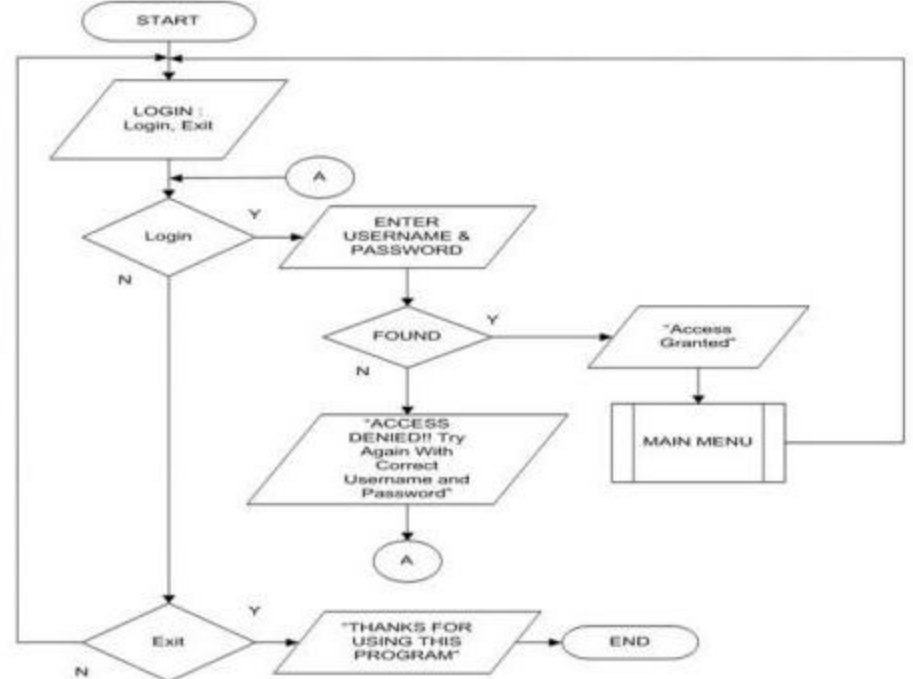 START
LOGIN :
Login, Exit
A
Login
Y
N
ENTER
USERNAME &
PASSWORD
FOUND
Y
N
"Access
Granted"
MAIN MENU
"ACCESS
DENIED!! Try
Again With
Correct
Username and
Password"
A
Exit
Y
N
"THANKS FOR
USING THIS
PROGRAM"
END